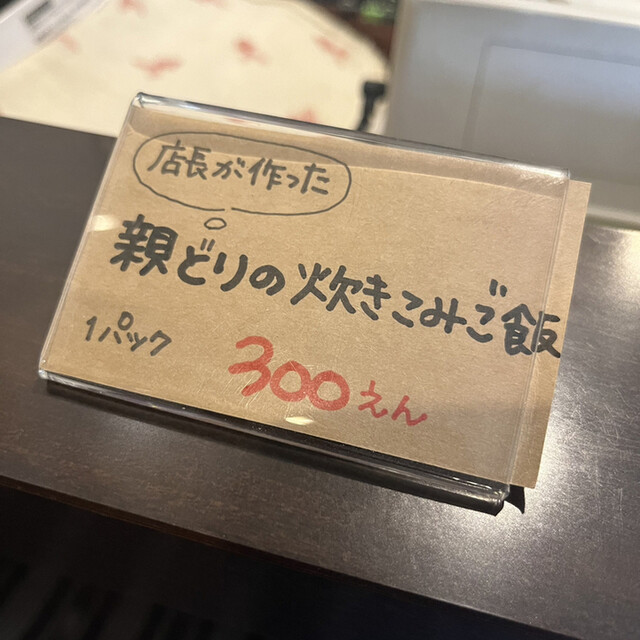 店長が作った
親どりの炊きこみご飯
1パック
300えん